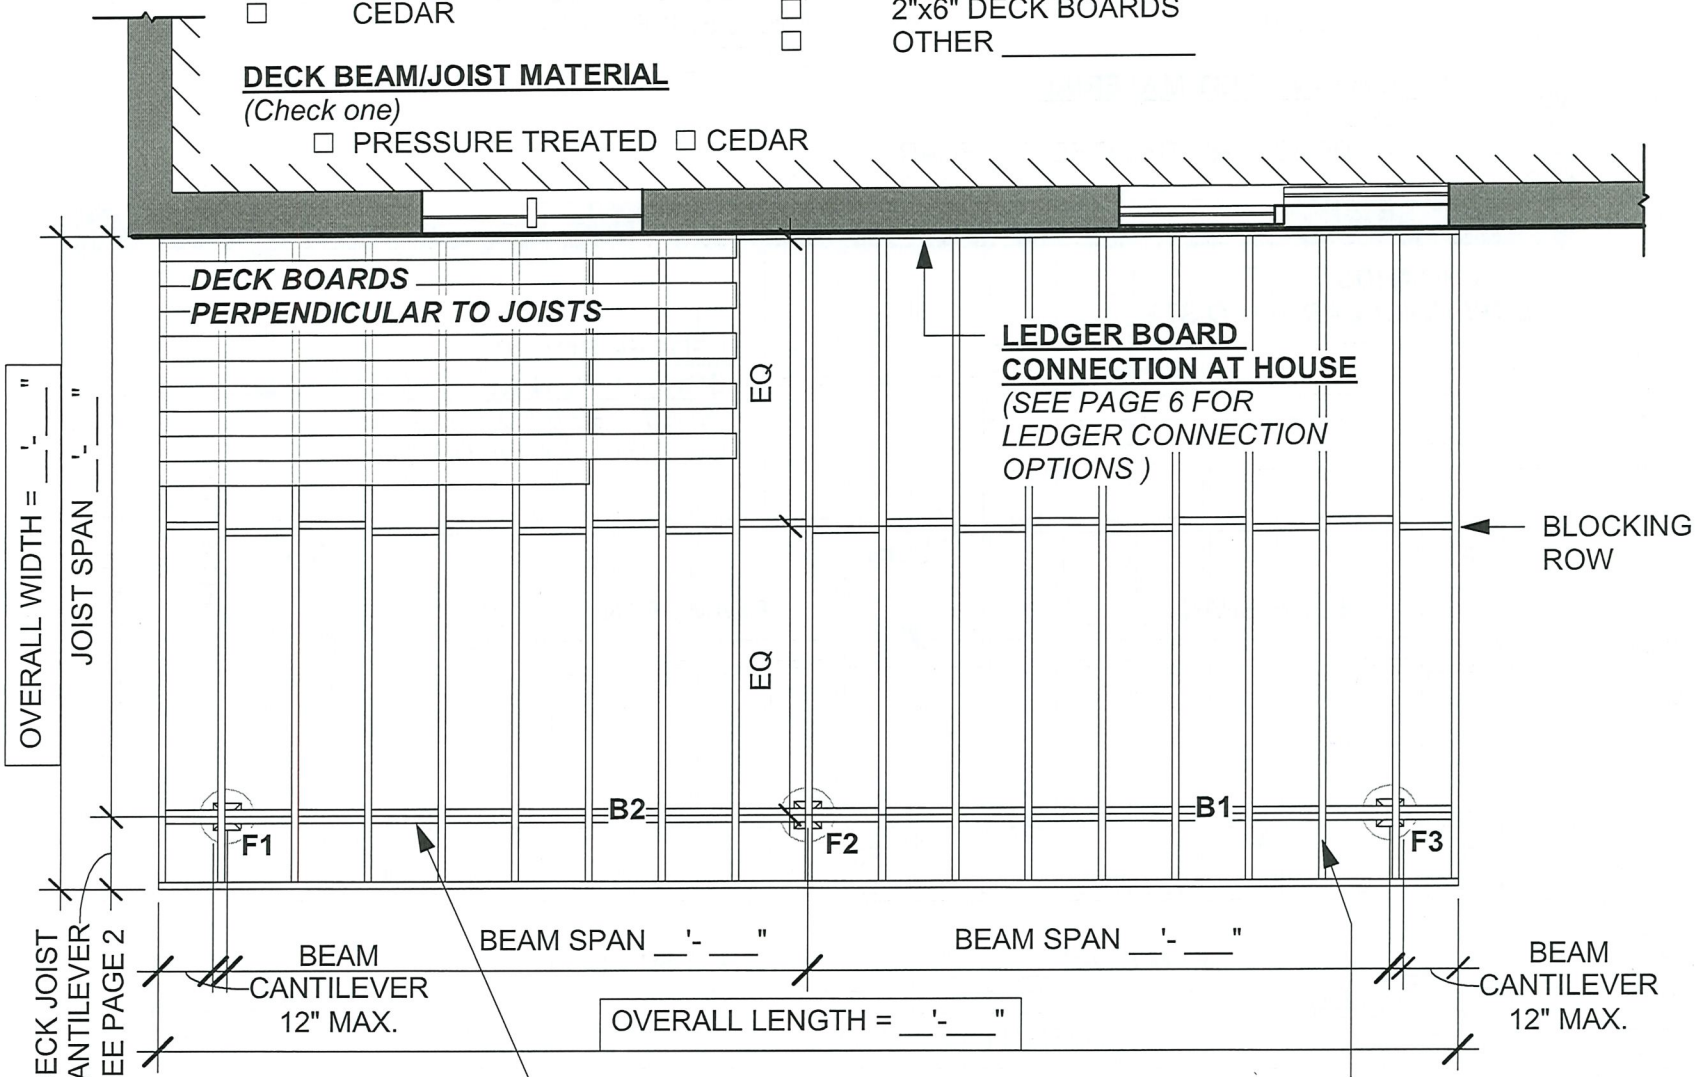 ☐ CEDAR
☐ 2"x6" DECK BOARDS
☐ OTHER ____________
DECK BEAM/JOIST MATERIAL
(Check one)
☐ PRESSURE TREATED ☐ CEDAR
DECK BOARDS
PERPENDICULAR TO JOISTS
EQ
LEDGER BOARD
CONNECTION AT HOUSE
(SEE PAGE 6 FOR
LEDGER CONNECTION
OPTIONS )
OVERALL WIDTH = __'-___"
JOIST SPAN __'-___"
BLOCKING
ROW
EQ
B2
B1
F1
F2
F3
ECK JOIST
ANTILEVER
EE PAGE 2
BEAM
CANTILEVER
12" MAX.
BEAM SPAN __'-___"
BEAM SPAN __'-___"
BEAM
CANTILEVER
12" MAX.
OVERALL LENGTH = __'-___"